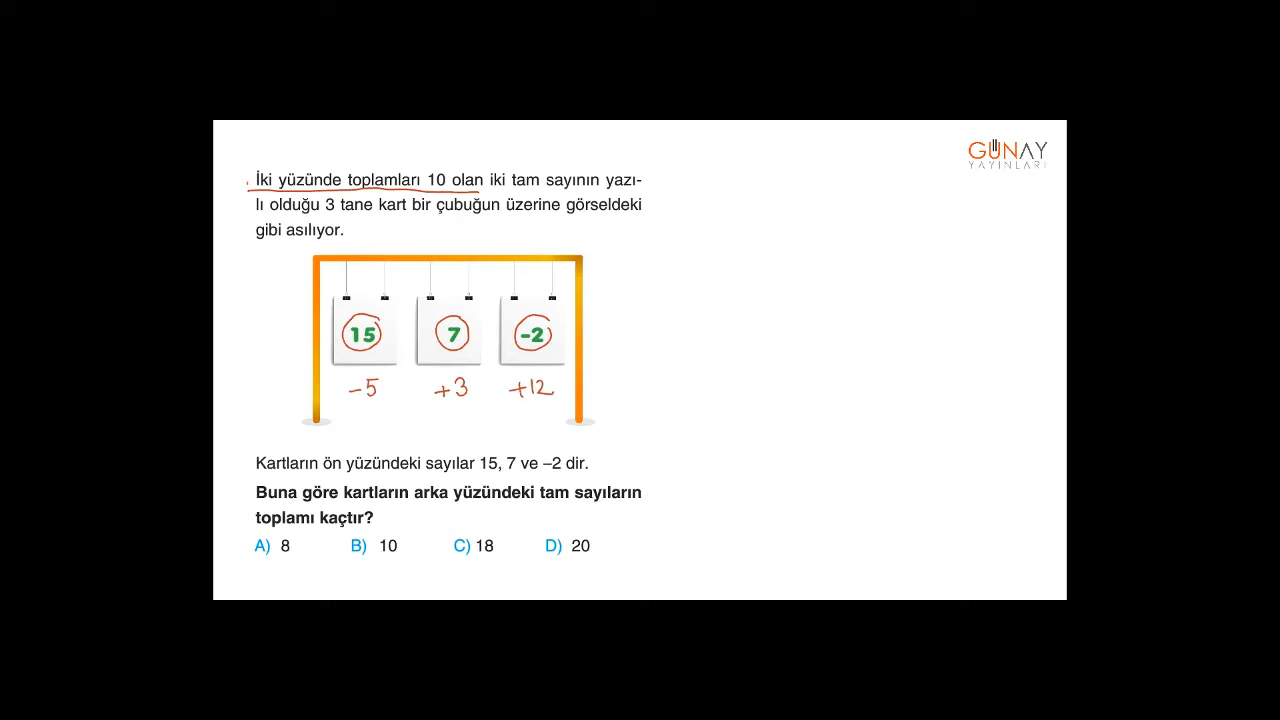 GÜNAY
YAYINLARI
İki yüzünde toplamları 10 olan iki tam sayının yazı-
lı olduğu 3 tane kart bir çubuğun üzerine görseldeki
gibi asılıyor.
15 7 -2
-5 +3 +12
Kartların ön yüzündeki sayılar 15, 7 ve –2 dir.
Buna göre kartların arka yüzündeki tam sayıların
toplamı kaçtır?
A) 8 B) 10 C) 18 D) 20